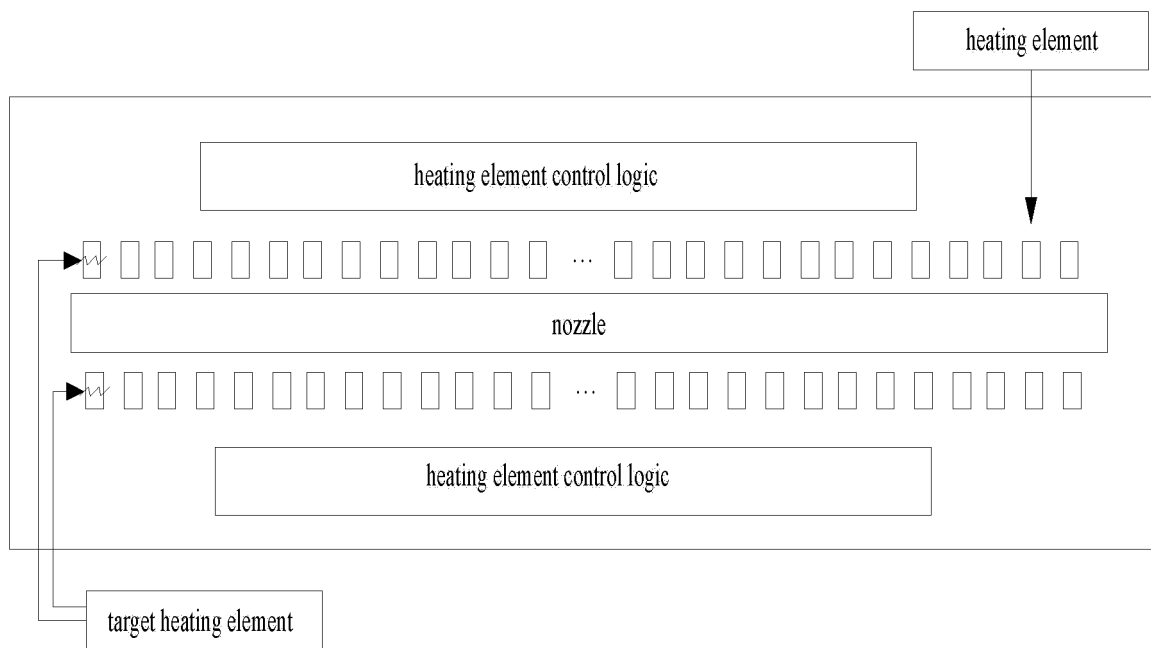 heating element
heating element control logic
...
nozzle
...
heating element control logic
target heating element